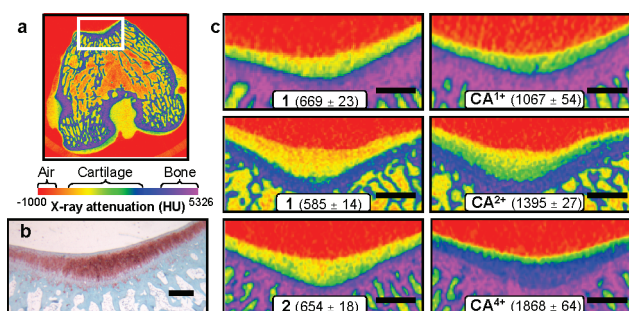 a
c
1 (669 ± 23)
CA1+ (1067 ± 54)
Air Cartilage Bone
-1000 5326
X-ray attenuation (HU)
1 (585 ± 14)
CA2+ (1395 ± 27)
b
2 (654 ± 18)
CA4+ (1868 ± 64)